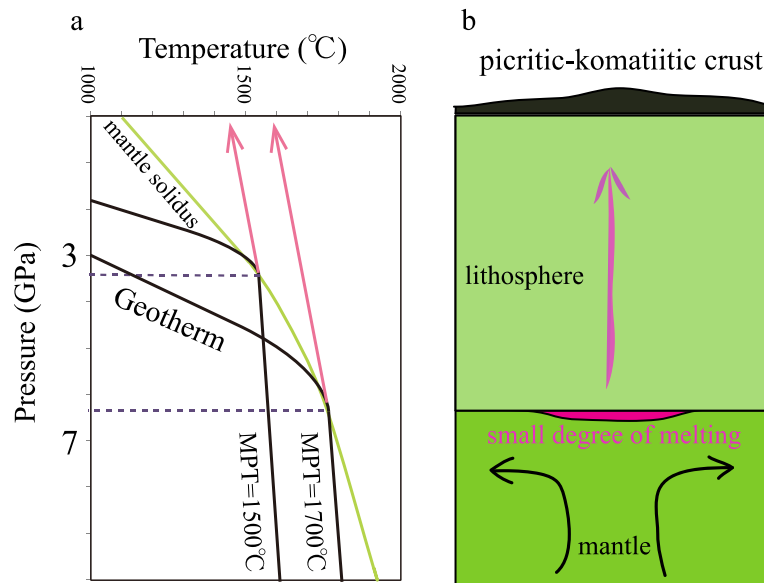 a
Temperature (℃)
1000
1500
2000
mantle solidus
3
Geotherm
Pressure (GPa)
7
MPT=1500℃
MPT=1700℃
b
picritic-komatiitic crust
lithosphere
small degree of melting
mantle